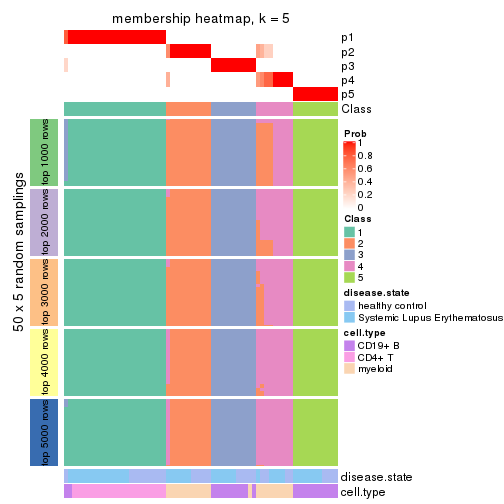 membership heatmap, k = 5
p1
p2
p3
p4
p5
Class
50 x 5 random samplings
top 1000 rows
top 2000 rows
top 3000 rows
top 4000 rows
top 5000 rows
Prob
1
0.8
0.6
0.4
0.2
0
Class
1
2
3
4
5
disease.state
healthy control
Systemic Lupus Erythematosus
cell.type
CD19+ B
CD4+ T
myeloid
disease.state
cell.type